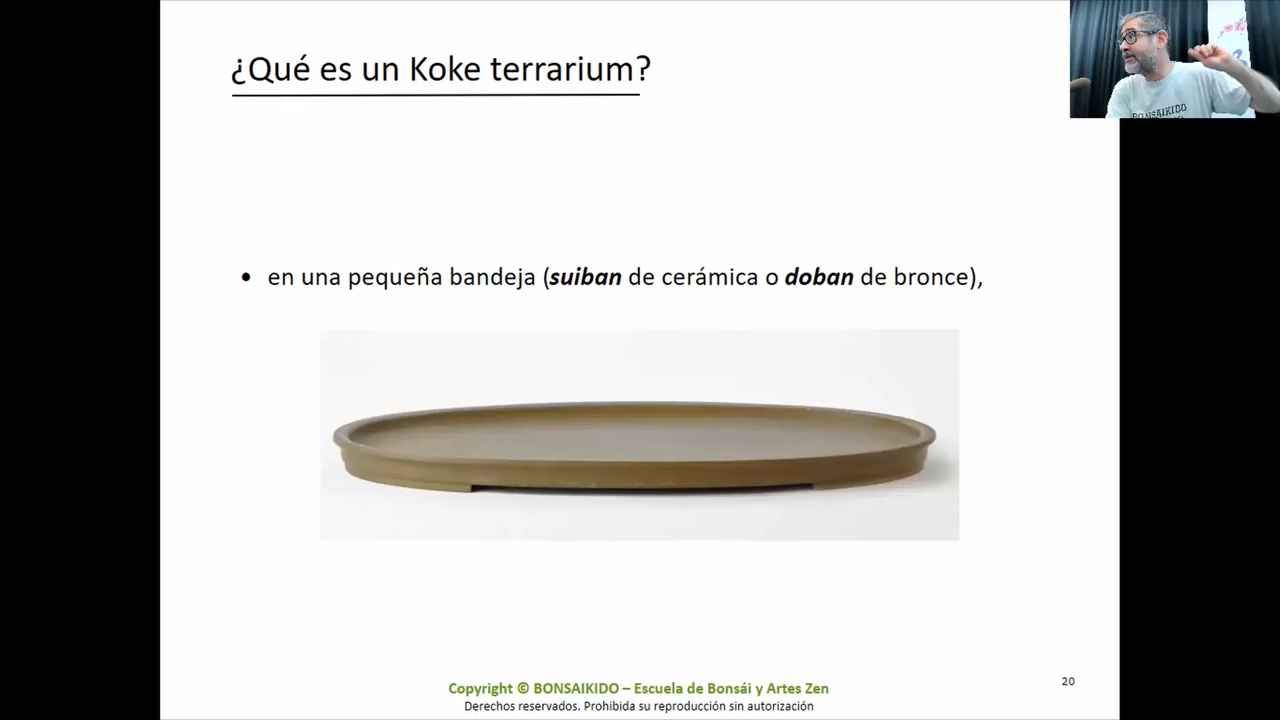 ¿Qué es un Koke terrarium?
BONSAIKIDO
• en una pequeña bandeja (suiban de cerámica o doban de bronce),
20
Copyright © BONSAIKIDO – Escuela de Bonsái y Artes Zen
Derechos reservados. Prohibida su reproducción sin autorización